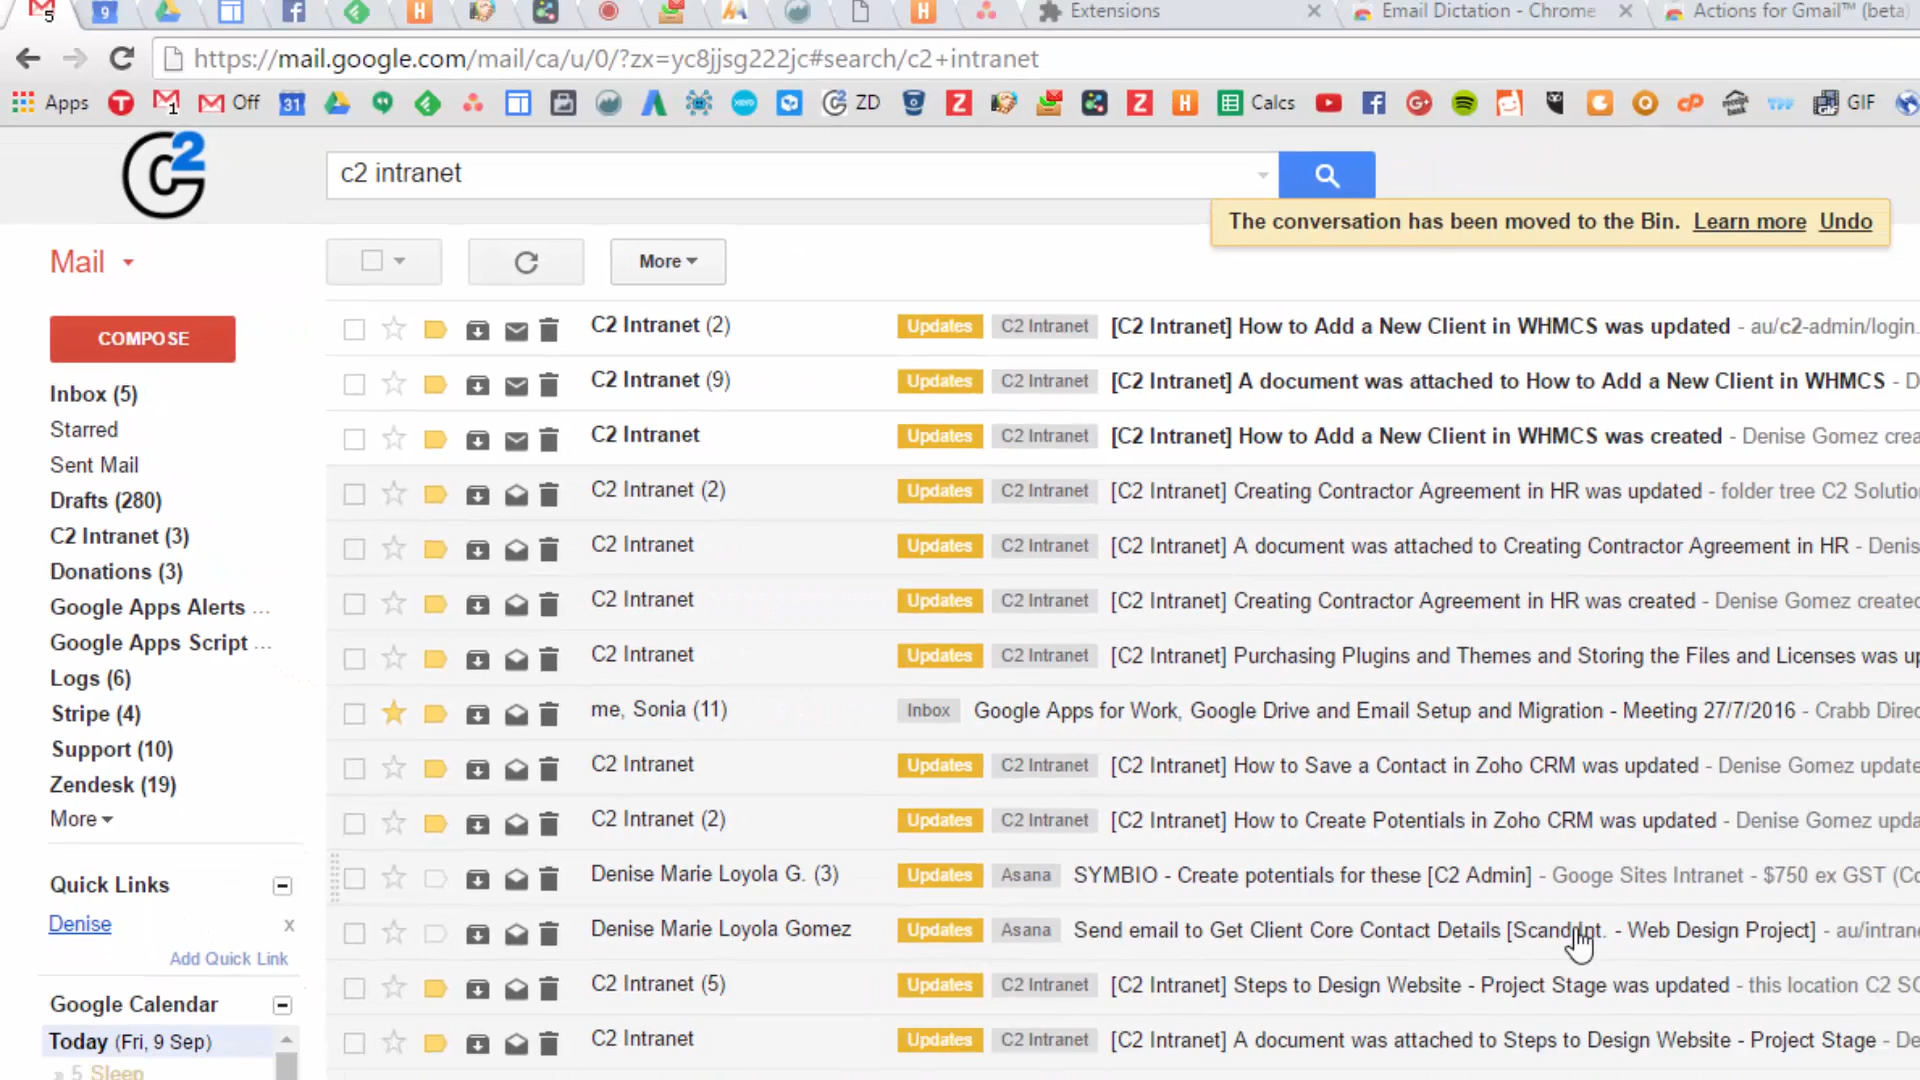 5
9
Extensions
Email Dictation - Chrome
Actions for Gmail™ (beta)
https://mail.google.com/mail/ca/u/0/?zx=yc8jjsg222jc#search/c2+intranet
Apps
1
Off
31
ZD
Calcs
GIF
C2
c2 intranet
The conversation has been moved to the Bin. Learn more Undo
Mail
More
COMPOSE
Inbox (5)
Starred
Sent Mail
Drafts (280)
C2 Intranet (3)
Donations (3)
Google Apps Alerts ...
Google Apps Script ...
Logs (6)
Stripe (4)
Support (10)
Zendesk (19)
More
Quick Links
Denise x
Add Quick Link
Google Calendar
Today (Fri, 9 Sep)
» 5 Sleep
C2 Intranet (2) Updates C2 Intranet [C2 Intranet] How to Add a New Client in WHMCS was updated - au/c2-admin/login.
C2 Intranet (9) Updates C2 Intranet [C2 Intranet] A document was attached to How to Add a New Client in WHMCS - D
C2 Intranet Updates C2 Intranet [C2 Intranet] How to Add a New Client in WHMCS was created - Denise Gomez crea
C2 Intranet (2) Updates C2 Intranet [C2 Intranet] Creating Contractor Agreement in HR was updated - folder tree C2 Solutio
C2 Intranet Updates C2 Intranet [C2 Intranet] A document was attached to Creating Contractor Agreement in HR - Denis
C2 Intranet Updates C2 Intranet [C2 Intranet] Creating Contractor Agreement in HR was created - Denise Gomez created
C2 Intranet Updates C2 Intranet [C2 Intranet] Purchasing Plugins and Themes and Storing the Files and Licenses was up
me, Sonia (11) Inbox Google Apps for Work, Google Drive and Email Setup and Migration - Meeting 27/7/2016 - Crabb Direc
C2 Intranet Updates C2 Intranet [C2 Intranet] How to Save a Contact in Zoho CRM was updated - Denise Gomez update
C2 Intranet (2) Updates C2 Intranet [C2 Intranet] How to Create Potentials in Zoho CRM was updated - Denise Gomez upda
Denise Marie Loyola G. (3) Updates Asana SYMBIO - Create potentials for these [C2 Admin] - Googe Sites Intranet - $750 ex GST (Co
Denise Marie Loyola Gomez Updates Asana Send email to Get Client Core Contact Details [Scand Int. - Web Design Project] - au/intrane
C2 Intranet (5) Updates C2 Intranet [C2 Intranet] Steps to Design Website - Project Stage was updated - this location C2 SO
C2 Intranet Updates C2 Intranet [C2 Intranet] A document was attached to Steps to Design Website - Project Stage - De